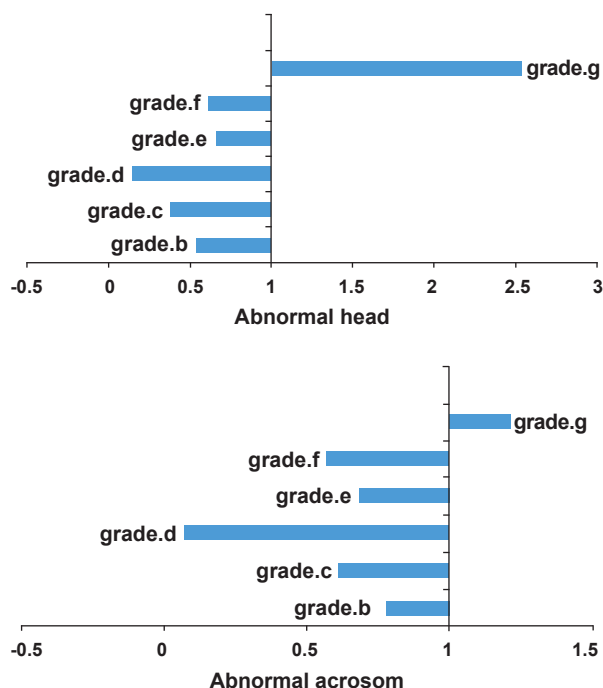 grade.g
grade.f
grade.e
grade.d
grade.c
grade.b
-0.5 0 0.5 1 1.5 2 2.5 3
Abnormal head
grade.g
grade.f
grade.e
grade.d
grade.c
grade.b
-0.5 0 0.5 1 1.5
Abnormal acrosom